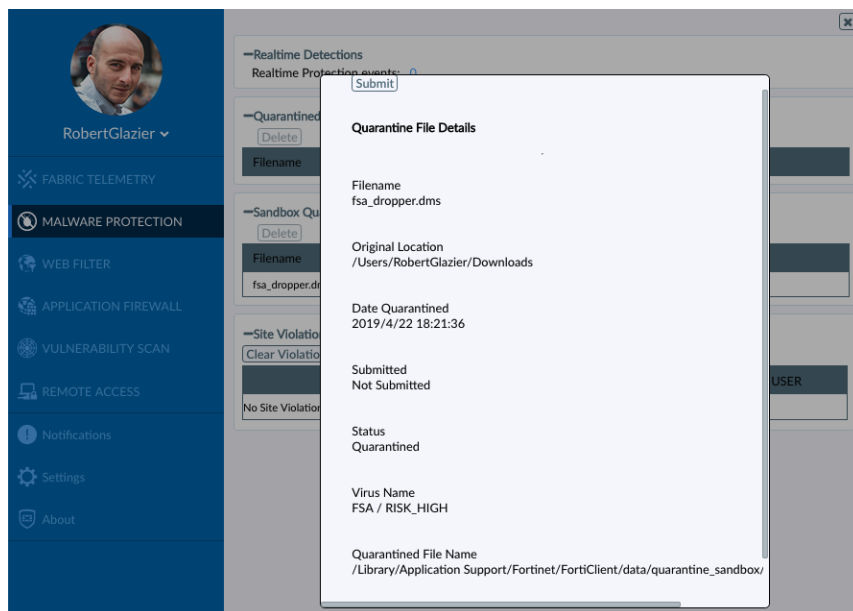 RobertGlazier
FABRIC TELEMETRY
MALWARE PROTECTION
WEB FILTER
APPLICATION FIREWALL
VULNERABILITY SCAN
REMOTE ACCESS
Notifications
Settings
About
Realtime Detections
Realtime Protection events: 0
Quarantined
Delete
Filename
Sandbox Qu
Delete
Filename
fsa_dropper.d
Site Violatio
Clear Violatio
USER
No Site Violation
Submit
Quarantine File Details
Filename
fsa_dropper.dms
Original Location
/Users/RobertGlazier/Downloads
Date Quarantined
2019/4/22 18:21:36
Submitted
Not Submitted
Status
Quarantined
Virus Name
FSA / RISK_HIGH
Quarantined File Name
/Library/Application Support/Fortinet/FortiClient/data/quarantine_sandbox/